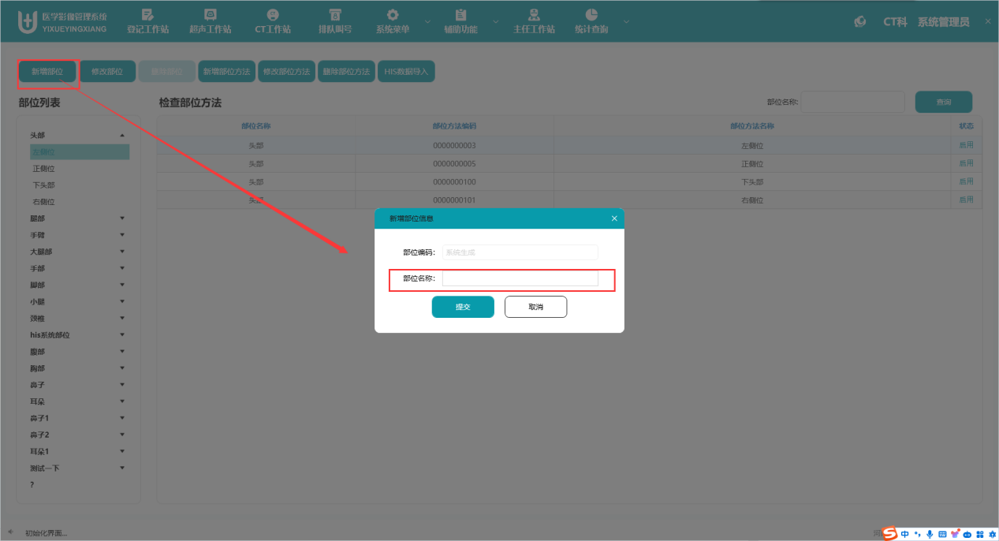 医学影像管理系统
YIXUEYINGXIANG
登记工作站
超声工作站
CT工作站
排队叫号
系统菜单
辅助功能
主任工作站
统计查询
CT科
系统管理员
新增部位
修改部位
删除部位
新增部位方法
修改部位方法
删除部位方法
HIS数据导入
部位列表
检查部位方法
部位名称:
查询
头部
左侧位
正侧位
下头部
右侧位
腿部
手臂
大腿部
手部
脚部
小腿
颈椎
his系统部位
腹部
胸部
鼻子
耳朵
鼻子1
鼻子2
耳朵1
测试一下
?
部位名称 部位方法编码 部位方法名称 状态
头部 0000000003 左侧位 启用
头部 0000000005 正侧位 启用
头部 0000000100 下头部 启用
头部 0000000101 右侧位 启用
新增部位信息
部位编码: 系统生成
部位名称:
提交
取消
初始化界面...
中